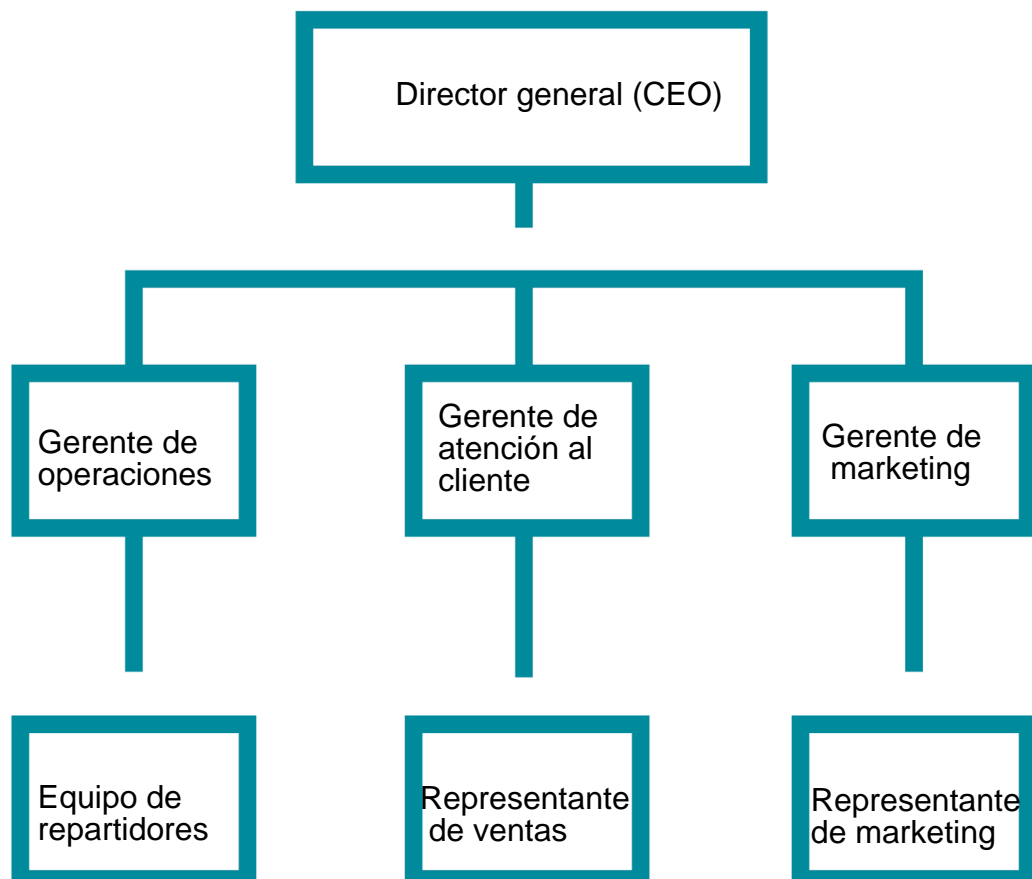 Director general (CEO)
Gerente de
operaciones
Gerente de
atención al
cliente
Gerente de
marketing
Equipo de
repartidores
Representante
de ventas
Representante
de marketing